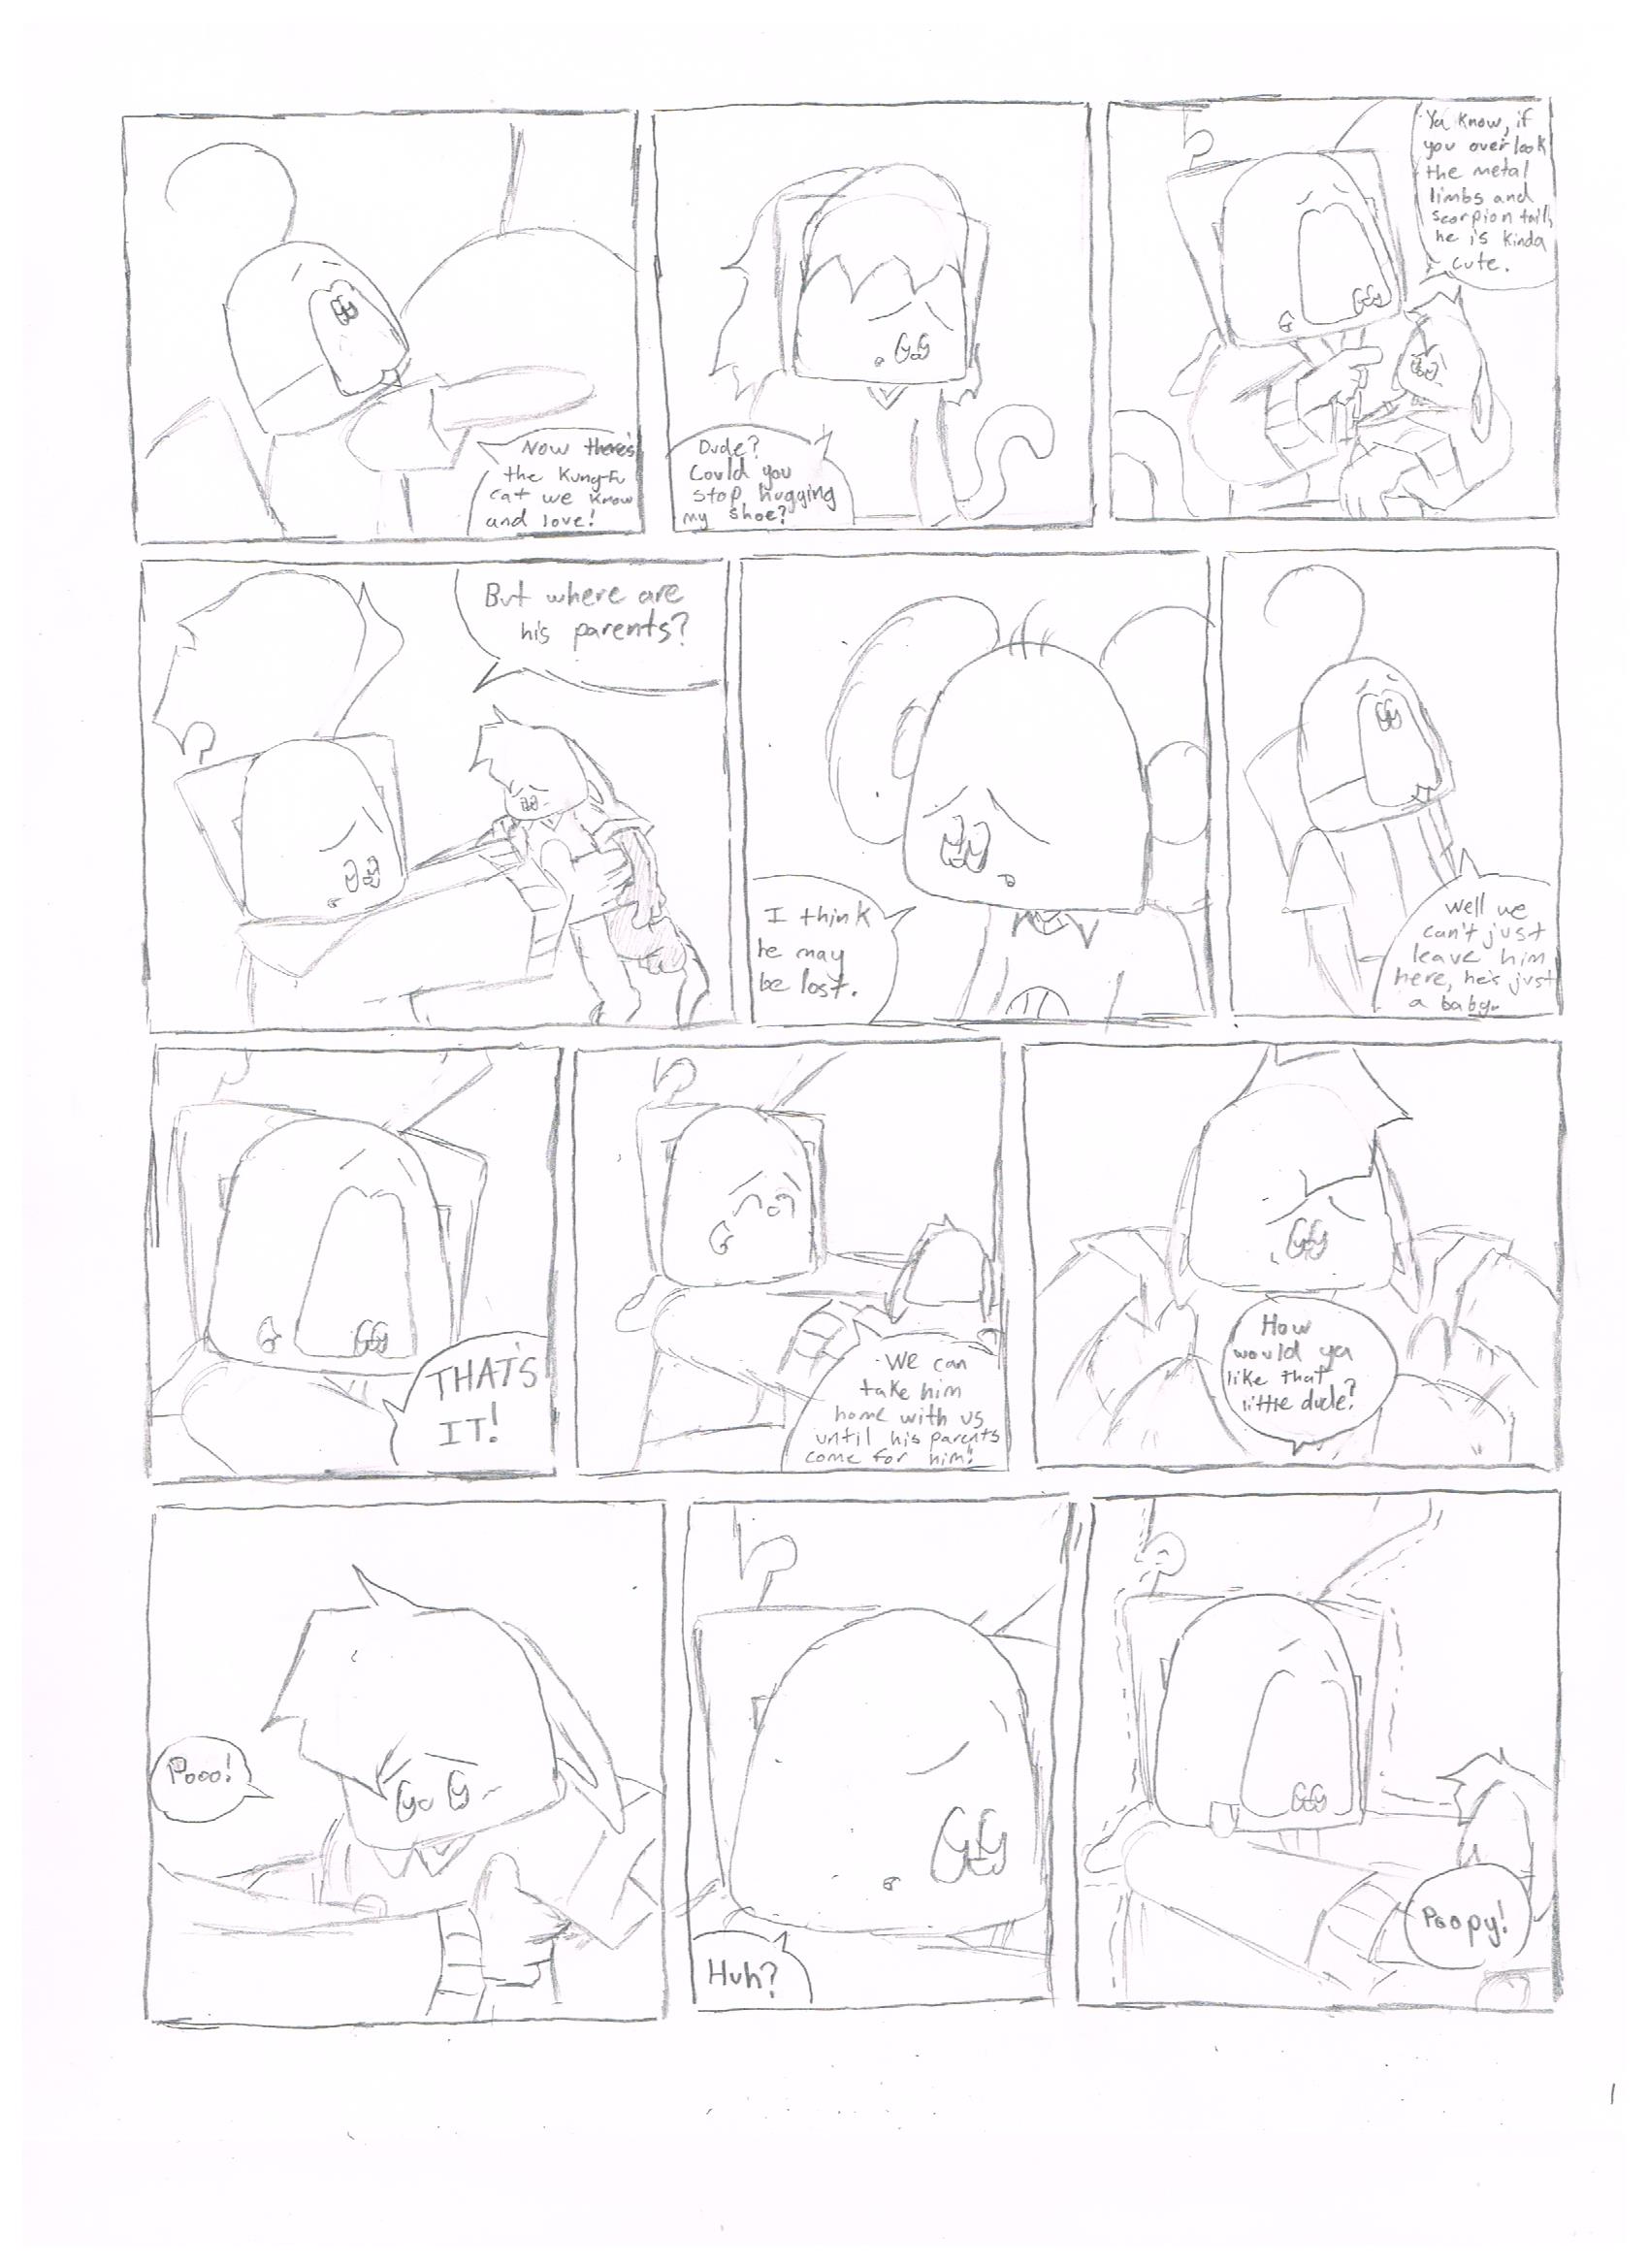 Now there's
the Kung-Fu
cat we know
and love!
Dude?
Could you
stop hugging
my shoe?
Ya know, if
you overlook
the metal
limbs and
scorpion tail,
he is kinda
cute.
But where are
his parents?
I think
he may
be lost.
Well we
can't just
leave him
here, he's just
a baby.
THAT'S
IT!
We can
take him
home with us
until his parents
come for him!
How
would ya
like that
little dude?
Pooo!
Huh?
Poopy!